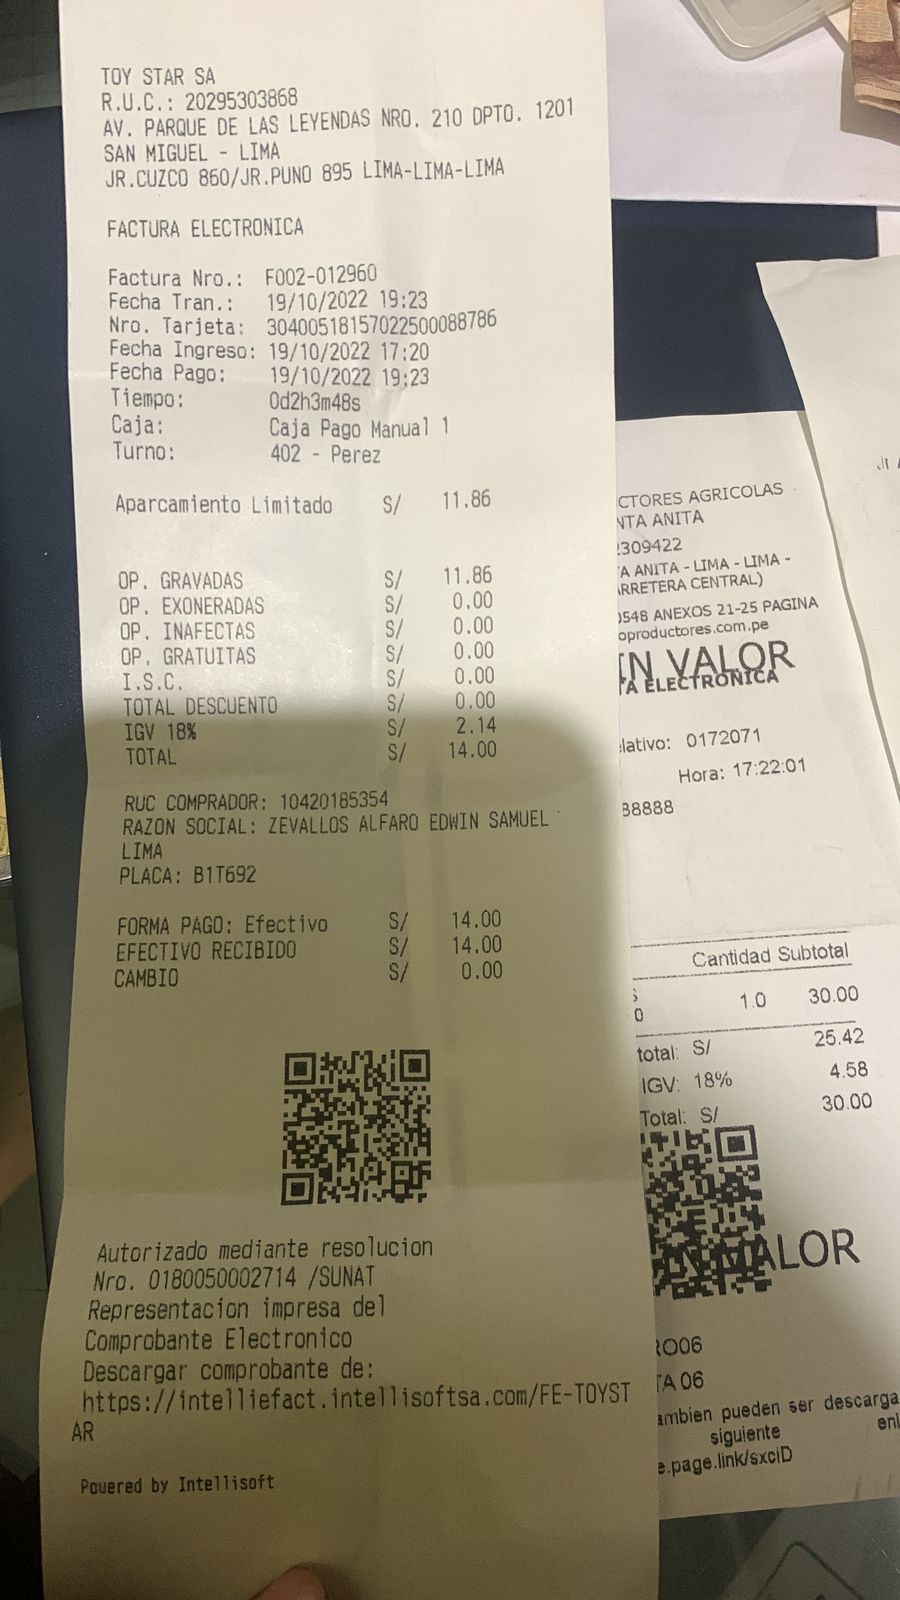 TOY STAR SA
R.U.C.: 20295303868
AV. PARQUE DE LAS LEYENDAS NRO. 210 DPTO. 1201
SAN MIGUEL - LIMA
JR.CUZCO 860/JR.PUNO 895 LIMA-LIMA-LIMA
FACTURA ELECTRONICA
Factura Nro.: F002-012960
Fecha Tran.: 19/10/2022 19:23
Nro. Tarjeta: 30400518157022500088786
Fecha Ingreso: 19/10/2022 17:20
Fecha Pago: 19/10/2022 19:23
Tiempo: 0d2h3m48s
Caja: Caja Pago Manual 1
Turno: 402 - Perez
Aparcamiento Limitado S/ 11.86
OP. GRAVADAS S/ 11.86
OP. EXONERADAS S/ 0.00
OP. INAFECTAS S/ 0.00
OP. GRATUITAS S/ 0.00
I.S.C. S/ 0.00
TOTAL DESCUENTO S/ 0.00
IGV 18% S/ 2.14
TOTAL S/ 14.00
RUC COMPRADOR: 10420185354
RAZON SOCIAL: ZEVALLOS ALFARO EDWIN SAMUEL
LIMA
PLACA: B1T692
FORMA PAGO: Efectivo S/ 14.00
EFECTIVO RECIBIDO S/ 14.00
CAMBIO S/ 0.00
Autorizado mediante resolucion
Nro. 0180050002714 /SUNAT
Representacion impresa del
Comprobante Electronico
Descargar comprobante de:
https://intelliefact.intellisoftsa.com/FE-TOYST
AR
Powered by Intellisoft
CTORES AGRICOLAS
NTA ANITA
2309422
A ANITA - LIMA - LIMA -
ARRETERA CENTRAL)
0548 ANEXOS 21-25 PAGINA
oproductores.com.pe
IN VALOR
TA ELECTRONICA
elativo: 0172071
Hora: 17:22:01
88888
Cantidad Subtotal
1.0 30.00
total: S/ 25.42
IGV: 18% 4.58
Total: S/ 30.00
VALOR
RO06
TA 06
ambien pueden ser descarga
siguiente enl
e.page.link/sxciD